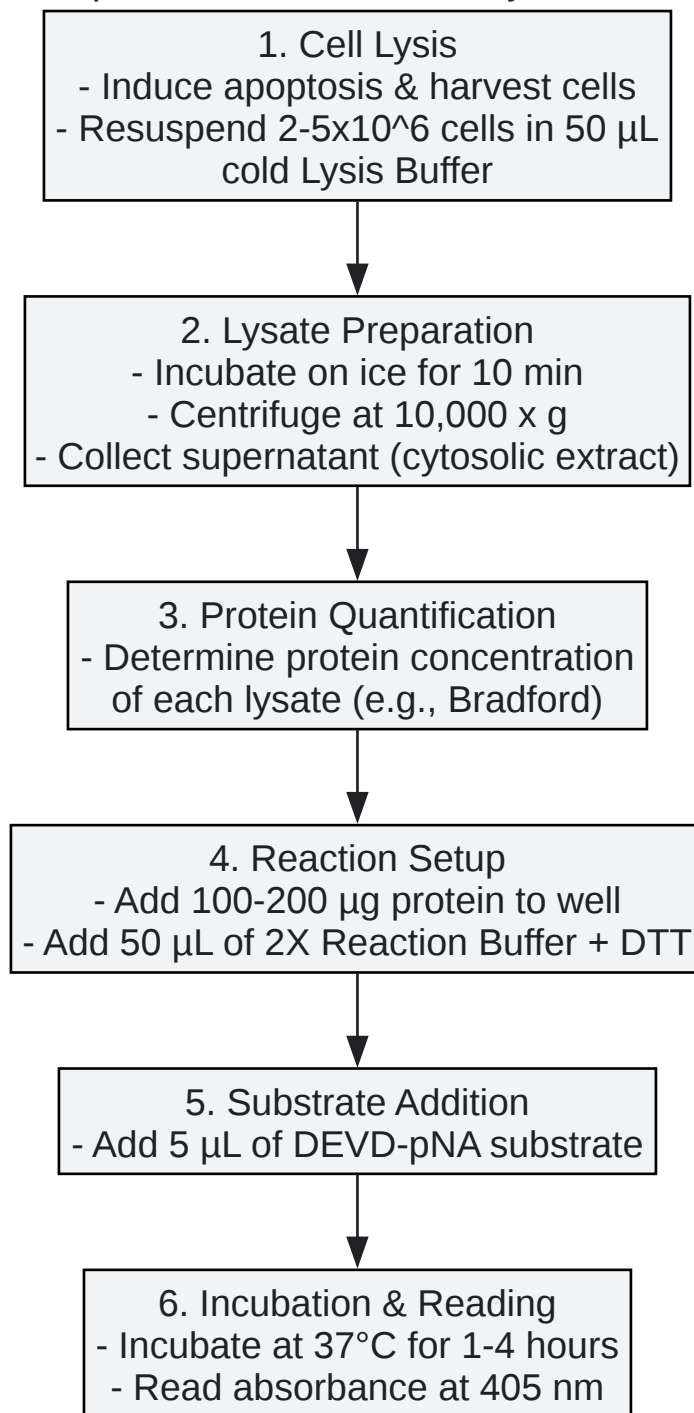 1. Cell Lysis
- Induce apoptosis & harvest cells
- Resuspend 2-5x10^6 cells in 50 µL
cold Lysis Buffer
2. Lysate Preparation
- Incubate on ice for 10 min
- Centrifuge at 10,000 x g
- Collect supernatant (cytosolic extract)
3. Protein Quantification
- Determine protein concentration
of each lysate (e.g., Bradford)
4. Reaction Setup
- Add 100-200 µg protein to well
- Add 50 µL of 2X Reaction Buffer + DTT
5. Substrate Addition
- Add 5 µL of DEVD-pNA substrate
6. Incubation & Reading
- Incubate at 37°C for 1-4 hours
- Read absorbance at 405 nm